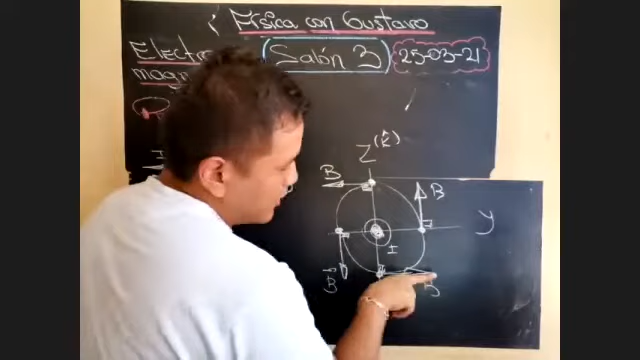 Física con Gustavo
Electro
magn
Salón 3
25-03-21
I
Z (k̂)
B
B
y
I
B
B